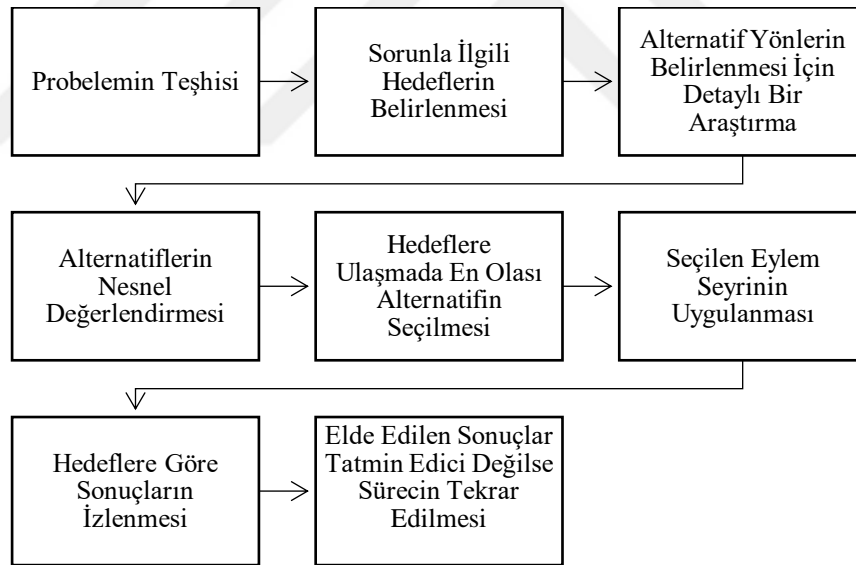 Probelemin Teşhisi
Sorunla İlgili
Hedeflerin
Belirlenmesi
Alternatif Yönlerin
Belirlenmesi İçin
Detaylı Bir
Araştırma
Alternatiflerin
Nesnel
Değerlendirmesi
Hedeflere
Ulaşmada En Olası
Alternatifin
Seçilmesi
Seçilen Eylem
Seyrinin
Uygulanması
Hedeflere Göre
Sonuçların
İzlenmesi
Elde Edilen Sonuçlar
Tatmin Edici Değilse
Sürecin Tekrar
Edilmesi